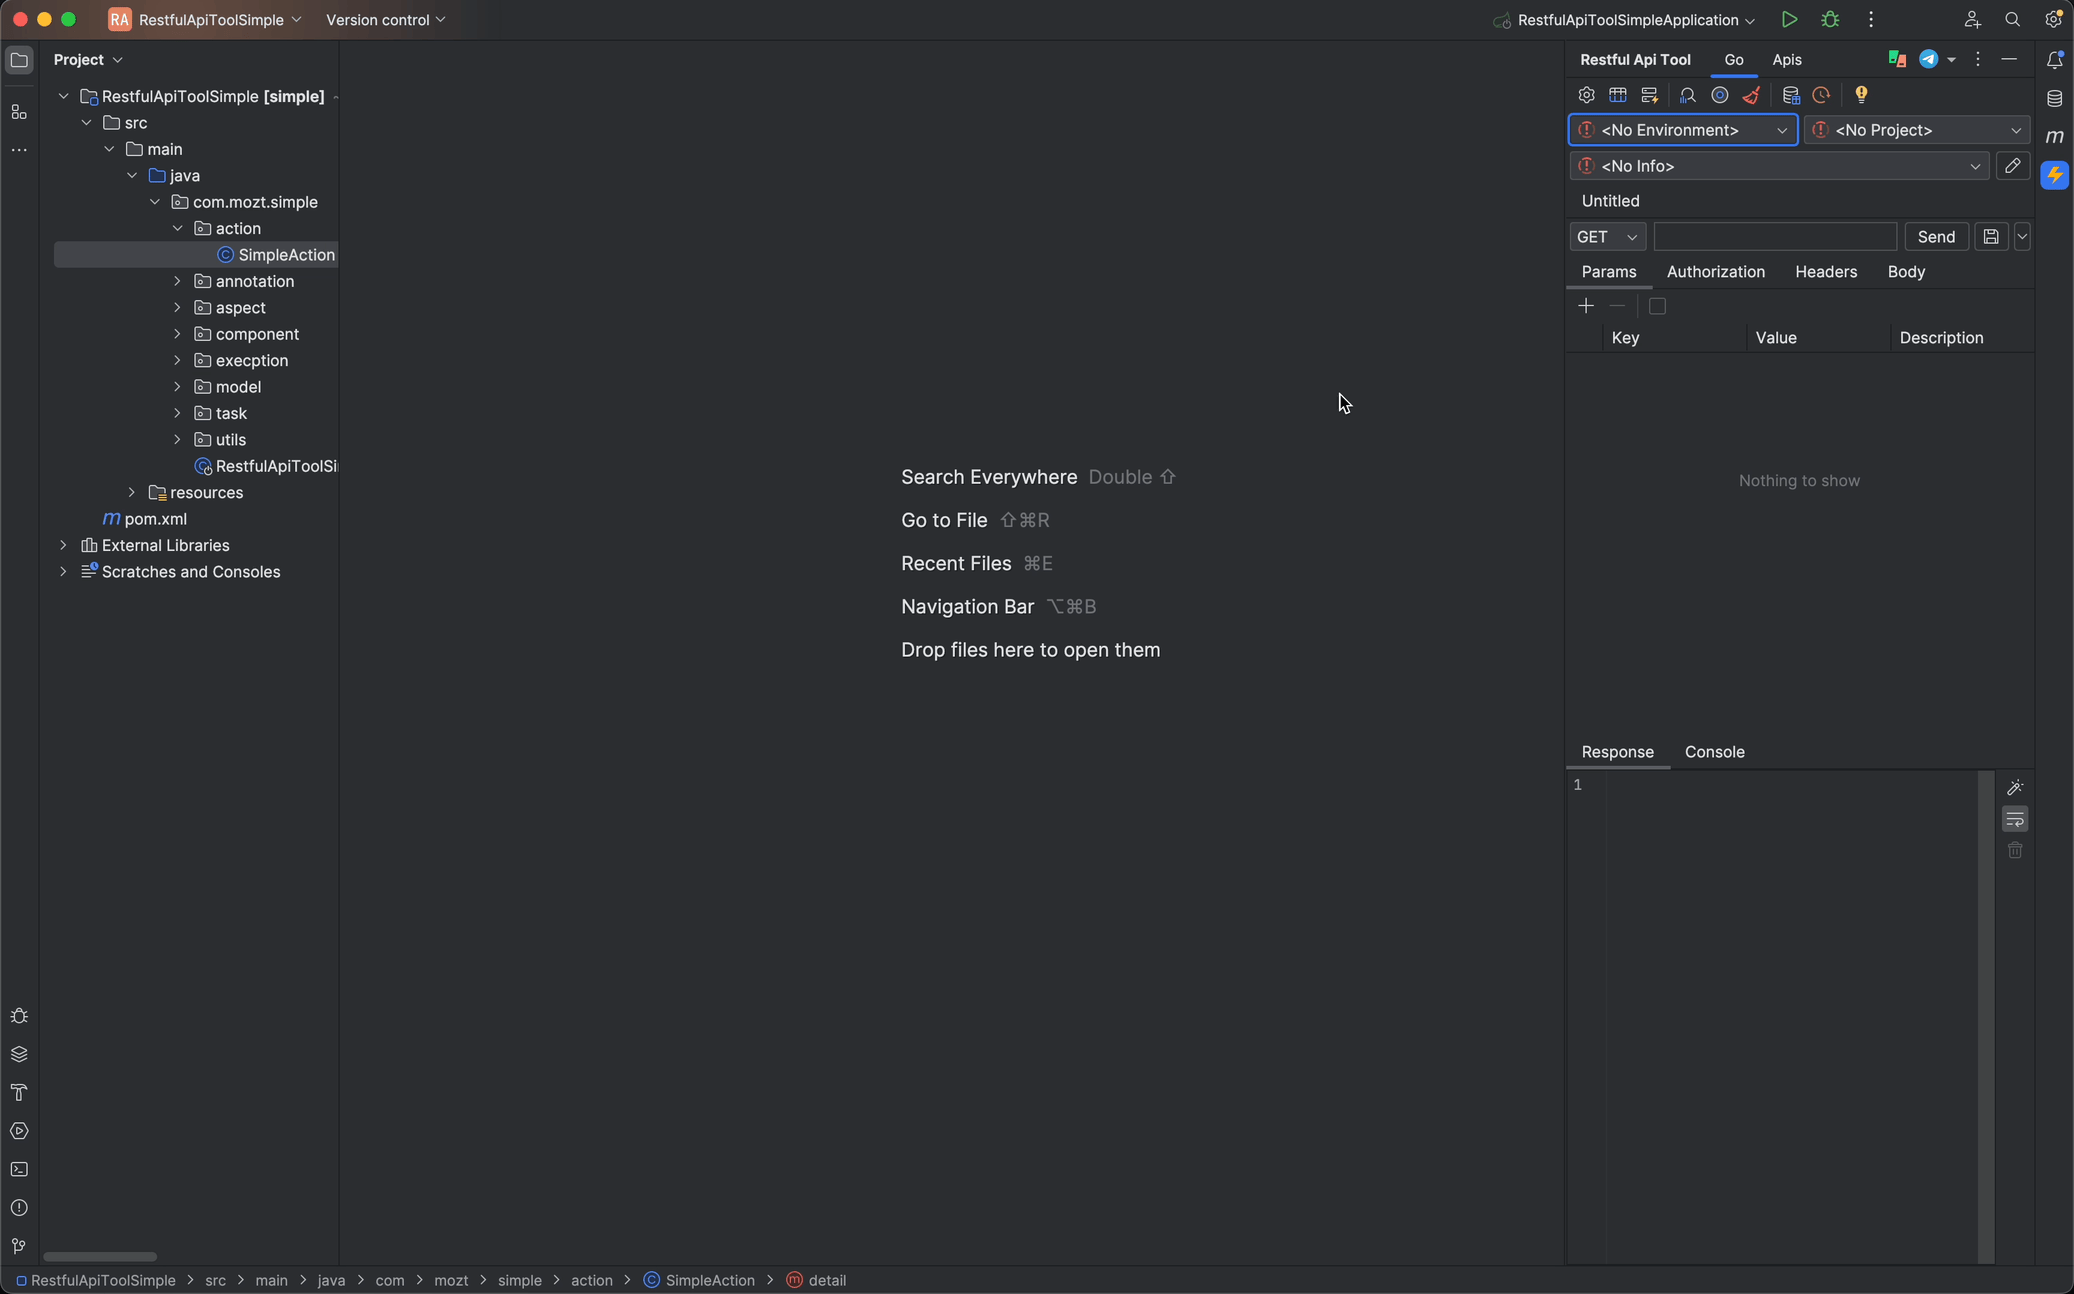 RA RestfulApiToolSimple
Version control
RestfulApiToolSimpleApplication
Project
RestfulApiToolSimple [simple]
src
main
java
com.mozt.simple
action
SimpleAction
annotation
aspect
component
execption
model
task
utils
RestfulApiToolSi
resources
m pom.xml
External Libraries
Scratches and Consoles
Search Everywhere Double ⇧
Go to File ⇧⌘R
Recent Files ⌘E
Navigation Bar ⌥⌘B
Drop files here to open them
Restful Api Tool Go Apis
<No Environment> <No Project>
<No Info>
Untitled
GET Send
Params Authorization Headers Body
Key Value Description
Nothing to show
Response Console
1
m
RestfulApiToolSimple > src > main > java > com > mozt > simple > action > SimpleAction > detail